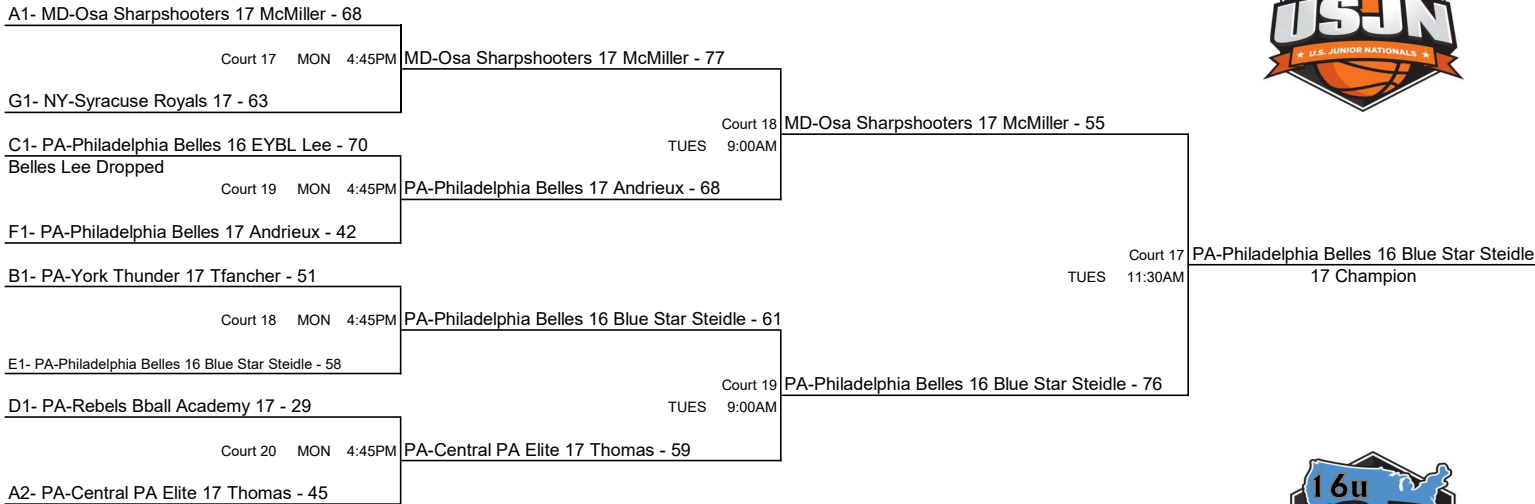 A1- MD-Osa Sharpshooters 17 McMiller - 68
USJN
★ U.S. JUNIOR NATIONALS ★
Court 17 MON 4:45PM MD-Osa Sharpshooters 17 McMiller - 77
G1- NY-Syracuse Royals 17 - 63
Court 18 MD-Osa Sharpshooters 17 McMiller - 55
C1- PA-Philadelphia Belles 16 EYBL Lee - 70
TUES 9:00AM
Belles Lee Dropped
Court 19 MON 4:45PM PA-Philadelphia Belles 17 Andrieux - 68
F1- PA-Philadelphia Belles 17 Andrieux - 42
Court 17 PA-Philadelphia Belles 16 Blue Star Steidle
B1- PA-York Thunder 17 Tfancher - 51
TUES 11:30AM 17 Champion
Court 18 MON 4:45PM PA-Philadelphia Belles 16 Blue Star Steidle - 61
E1- PA-Philadelphia Belles 16 Blue Star Steidle - 58
Court 19 PA-Philadelphia Belles 16 Blue Star Steidle - 76
D1- PA-Rebels Bball Academy 17 - 29
TUES 9:00AM
Court 20 MON 4:45PM PA-Central PA Elite 17 Thomas - 59
A2- PA-Central PA Elite 17 Thomas - 45
16u